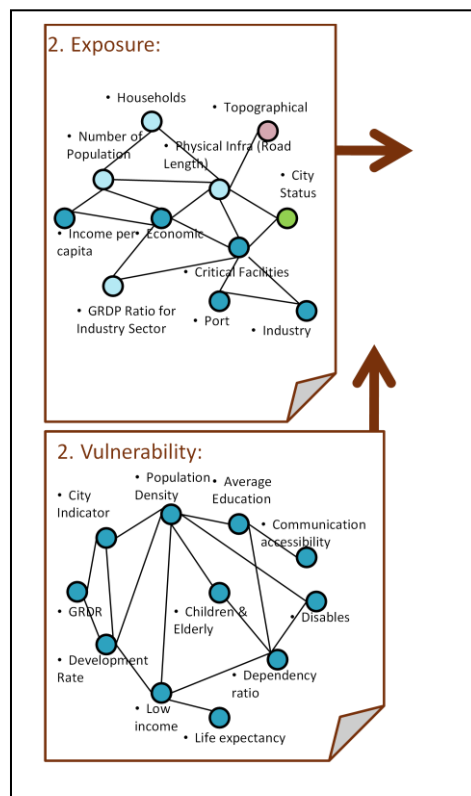 2. Exposure:
• Households
• Topographical
• Number of
Population
• Physical Infra (Road
Length)
• City
Status
• Income per
capita
• Economic
• Critical Facilities
• GRDP Ratio for
Industry Sector
• Port
• Industry
2. Vulnerability:
• Population
Density
• Average
Education
• City
Indicator
• Communication
accessibility
• GRDR
• Children &
Elderly
• Disables
• Development
Rate
• Dependency
ratio
• Low
income
• Life expectancy